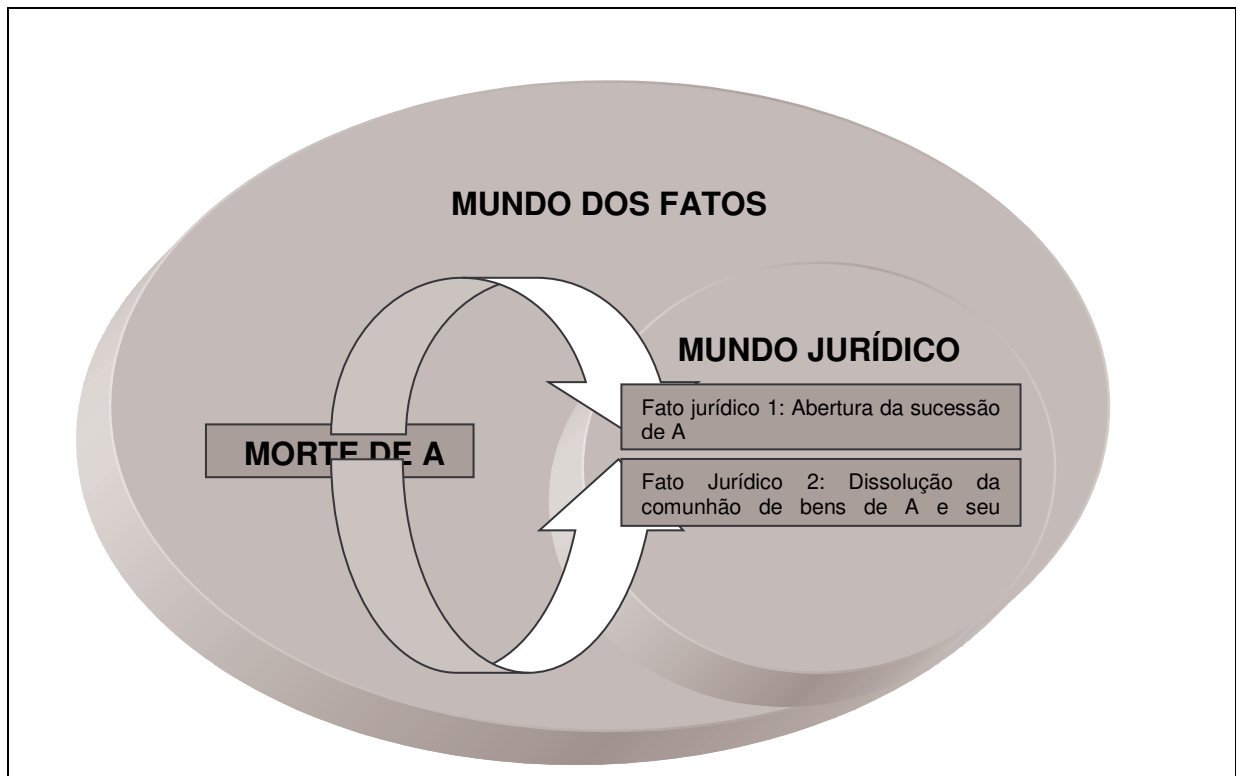 MUNDO DOS FATOS
MUNDO JURÍDICO
Fato jurídico 1: Abertura da sucessão
de A
MORTE DE A
Fato Jurídico 2: Dissolução da
comunhão de bens de A e seu